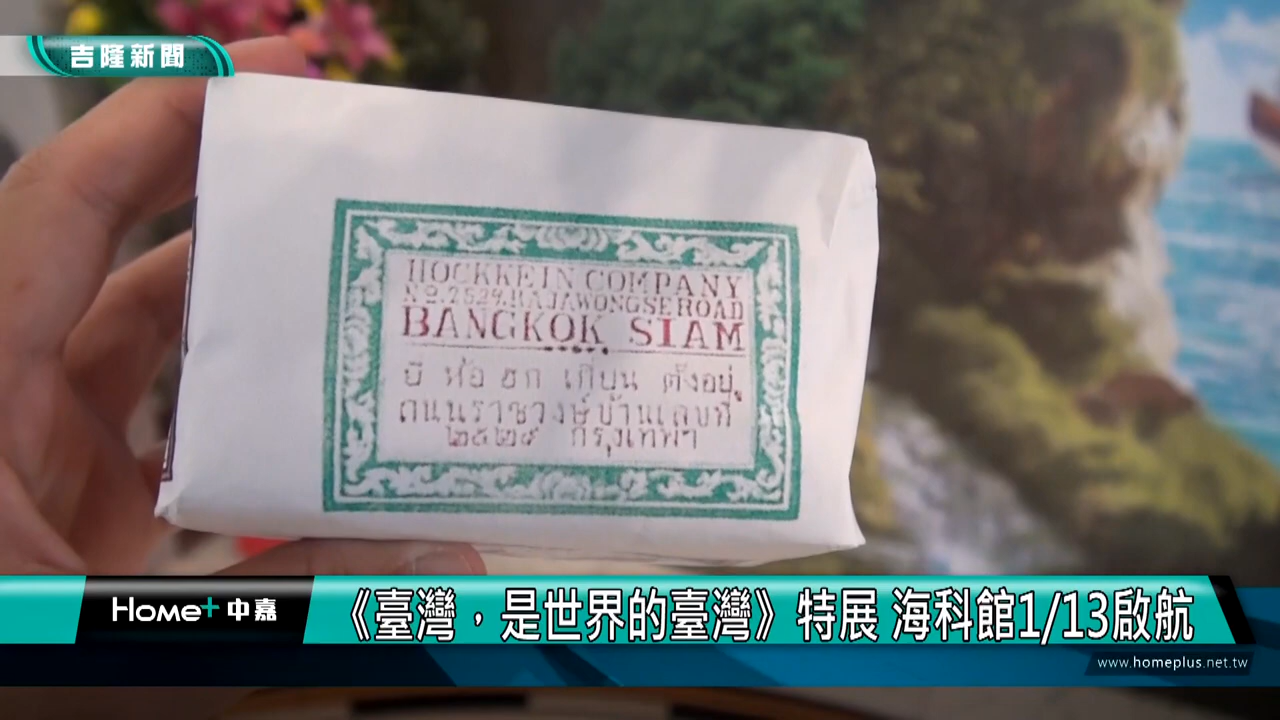 吉隆新聞
HOCKKEIN COMPANY
No. 2529. RAJAWONGSE ROAD
BANGKOK SIAM
ยี่ ห้อ ฮก เกียน ตั้งอยู่
ถนนราชวงษ์บ้านเลขที่
๒๕๒๙ กรุงเทพฯ
Home+ 中嘉
《臺灣，是世界的臺灣》特展 海科館1/13啟航
www.homeplus.net.tw